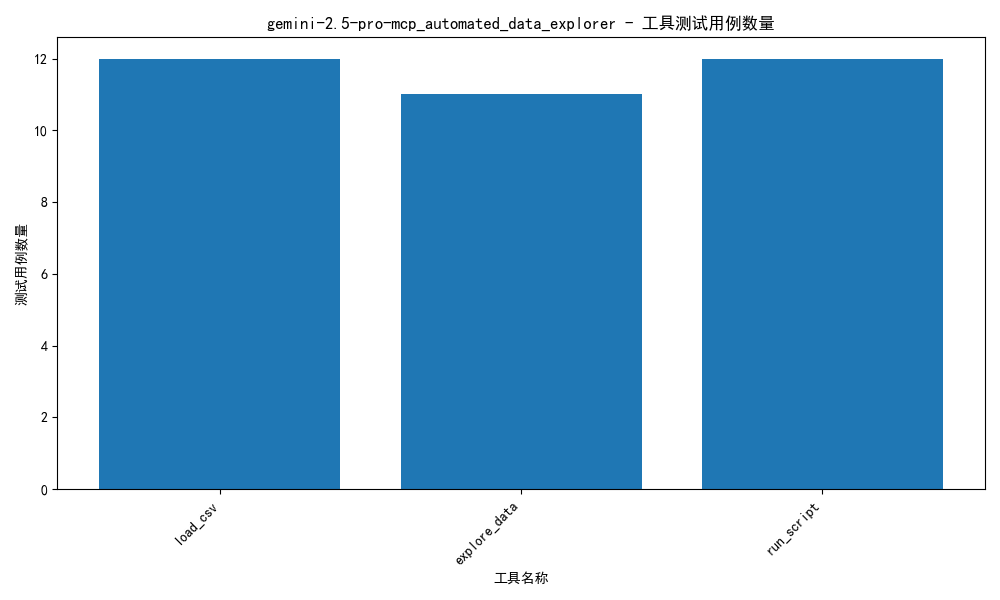 gemini-2.5-pro-mcp_automated_data_explorer - 工具测试用例数量
测试用例数量
12
10
8
6
4
2
0
load_csv
explore_data
run_script
工具名称